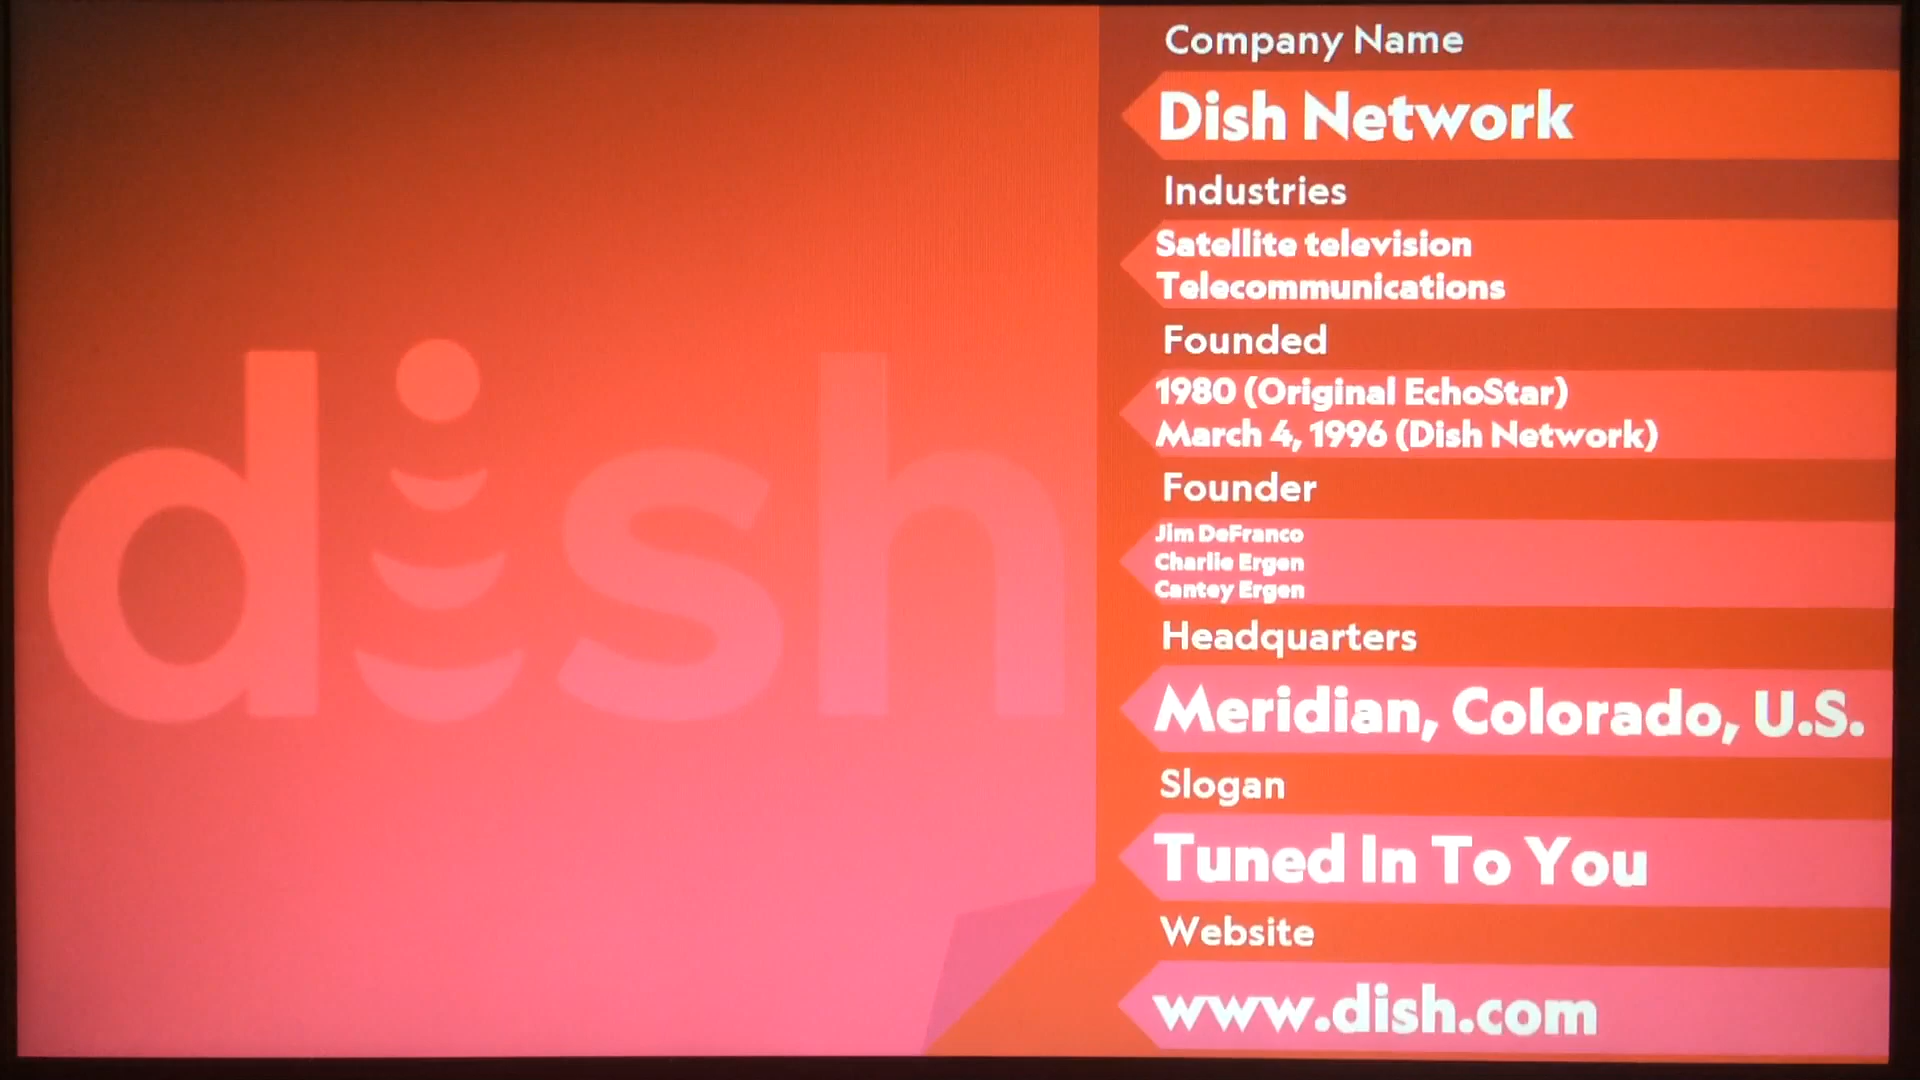 dish
Company Name
Dish Network
Industries
Satellite television
Telecommunications
Founded
1980 (Original EchoStar)
March 4, 1996 (Dish Network)
Founder
Jim DeFranco
Charlie Ergen
Cantey Ergen
Headquarters
Meridian, Colorado, U.S.
Slogan
Tuned In To You
Website
www.dish.com